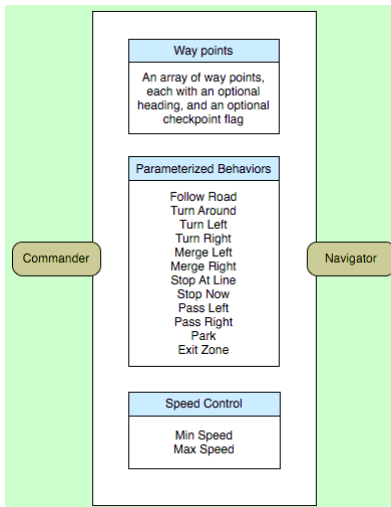 Way points
An array of way points,
each with an optional
heading, and an optional
checkpoint flag
Parameterized Behaviors
Follow Road
Turn Around
Turn Left
Turn Right
Merge Left
Merge Right
Stop At Line
Stop Now
Pass Left
Pass Right
Park
Exit Zone
Commander
Navigator
Speed Control
Min Speed
Max Speed